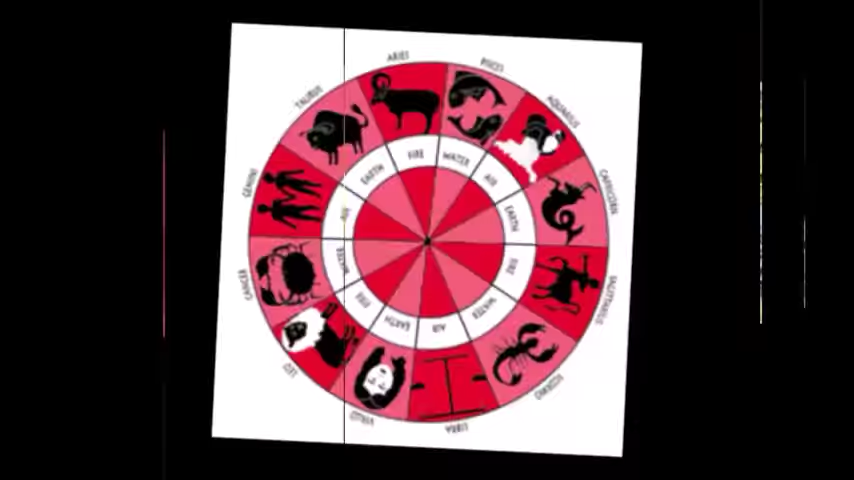 ARIES
PISCES
AQUARIUS
CAPRICORN
SAGITTARIUS
SCORPIO
LIBRA
VIRGO
LEO
CANCER
GEMINI
TAURUS
FIRE
WATER
AIR
EARTH
FIRE
WATER
AIR
EARTH
FIRE
WATER
AIR
EARTH